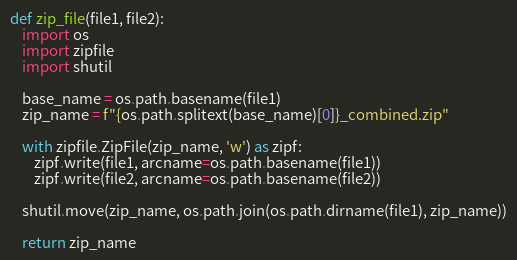 def zip_file(file1, file2):
    import os
    import zipfile
    import shutil

    base_name = os.path.basename(file1)
    zip_name = f"{os.path.splitext(base_name)[0]}_combined.zip"

    with zipfile.ZipFile(zip_name, 'w') as zipf:
        zipf.write(file1, arcname=os.path.basename(file1))
        zipf.write(file2, arcname=os.path.basename(file2))

    shutil.move(zip_name, os.path.join(os.path.dirname(file1), zip_name))

    return zip_name